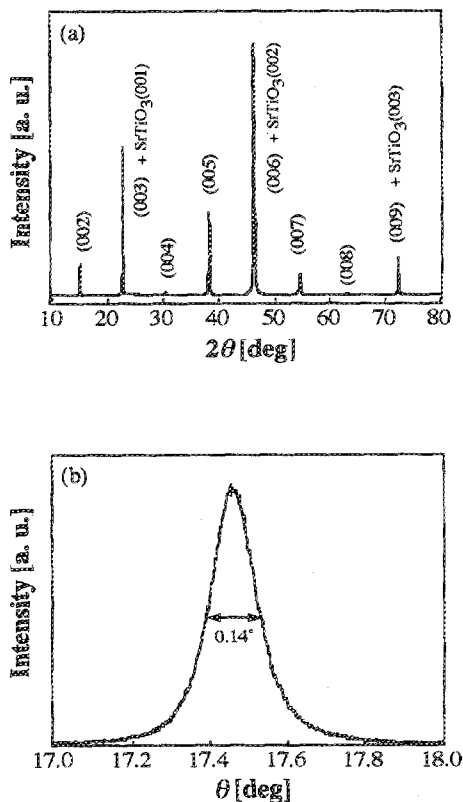 (a)
Intensity [a. u.]
(002)
(003) + SrTiO3(001)
(004)
(005)
(006) + SrTiO3(002)
(007)
(008)
(009) + SrTiO3(003)
10 20 30 40 50 60 70 80
2θ [deg]
(b)
Intensity [a. u.]
0.14°
17.0 17.2 17.4 17.6 17.8 18.0
θ [deg]